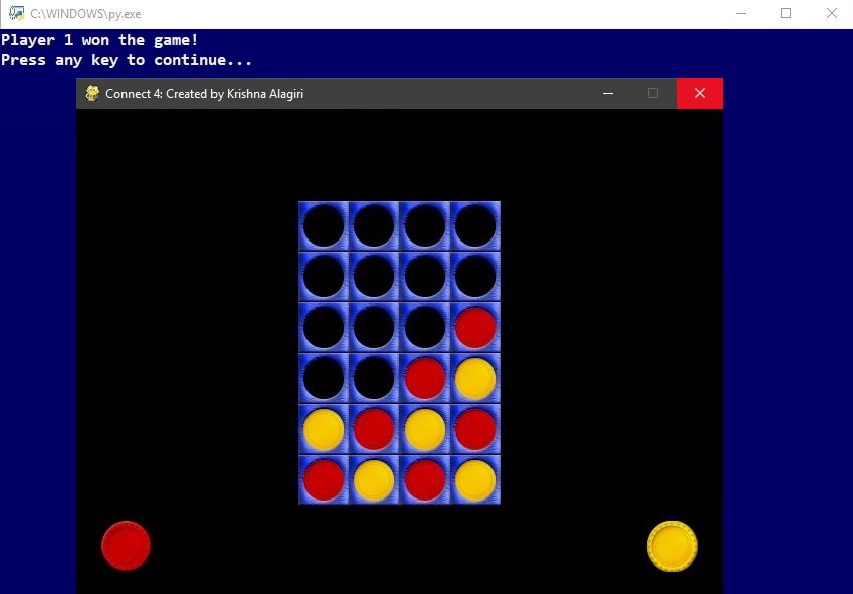 C:\WINDOWS\py.exe
Player 1 won the game!
Press any key to continue...
Connect 4: Created by Krishna Alagiri